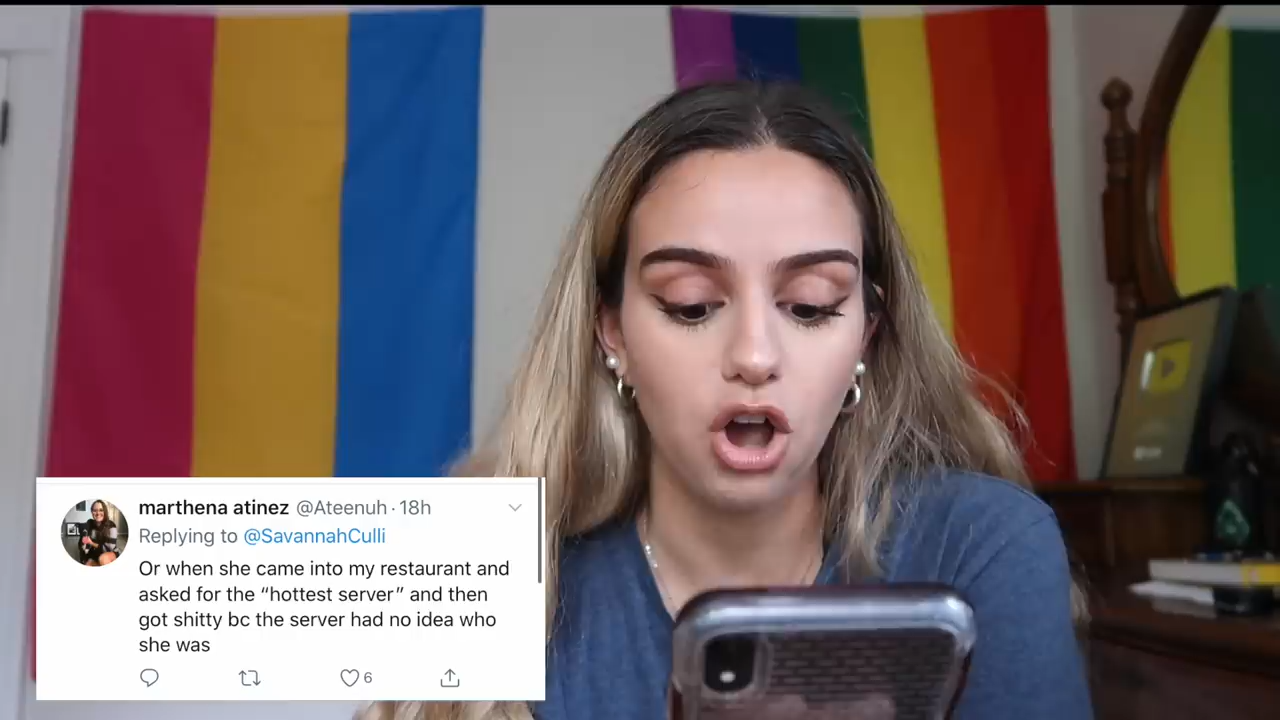 marthena atinez @Ateenuh · 18h
Replying to @SavannahCulli
Or when she came into my restaurant and
asked for the “hottest server” and then
got shitty bc the server had no idea who
she was
6